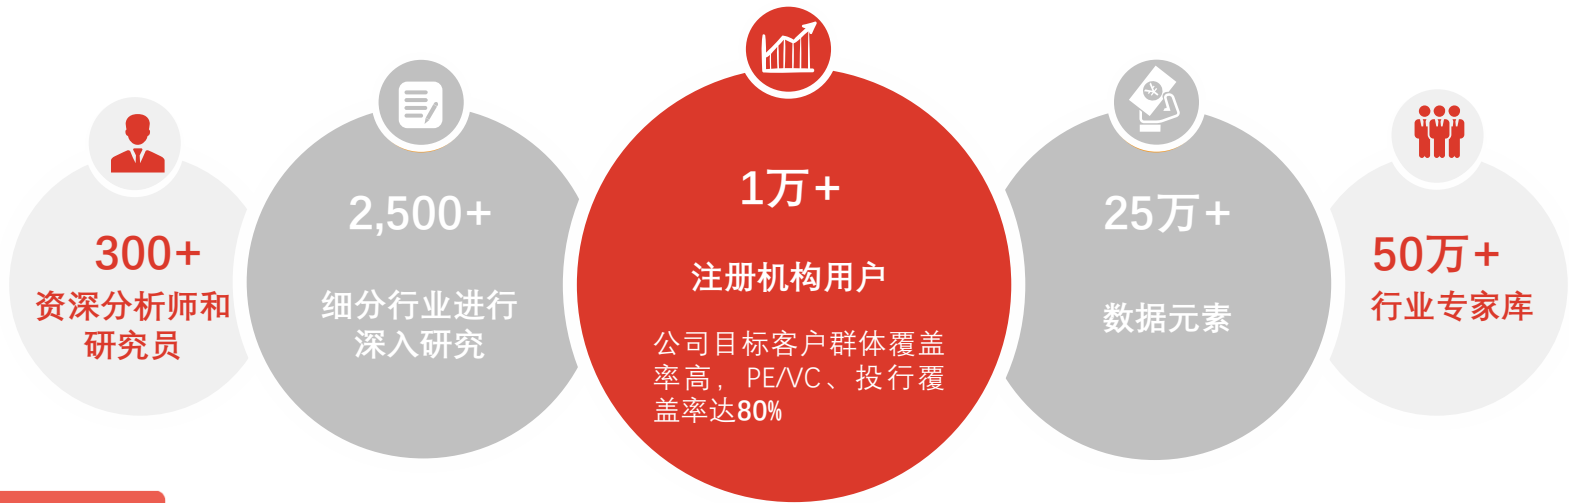 300+
资深分析师和
研究员
2,500+
细分行业进行
深入研究
1万+
注册机构用户
公司目标客户群体覆盖
率高，PE/VC、投行覆
盖率达80%
25万+
数据元素
50万+
行业专家库